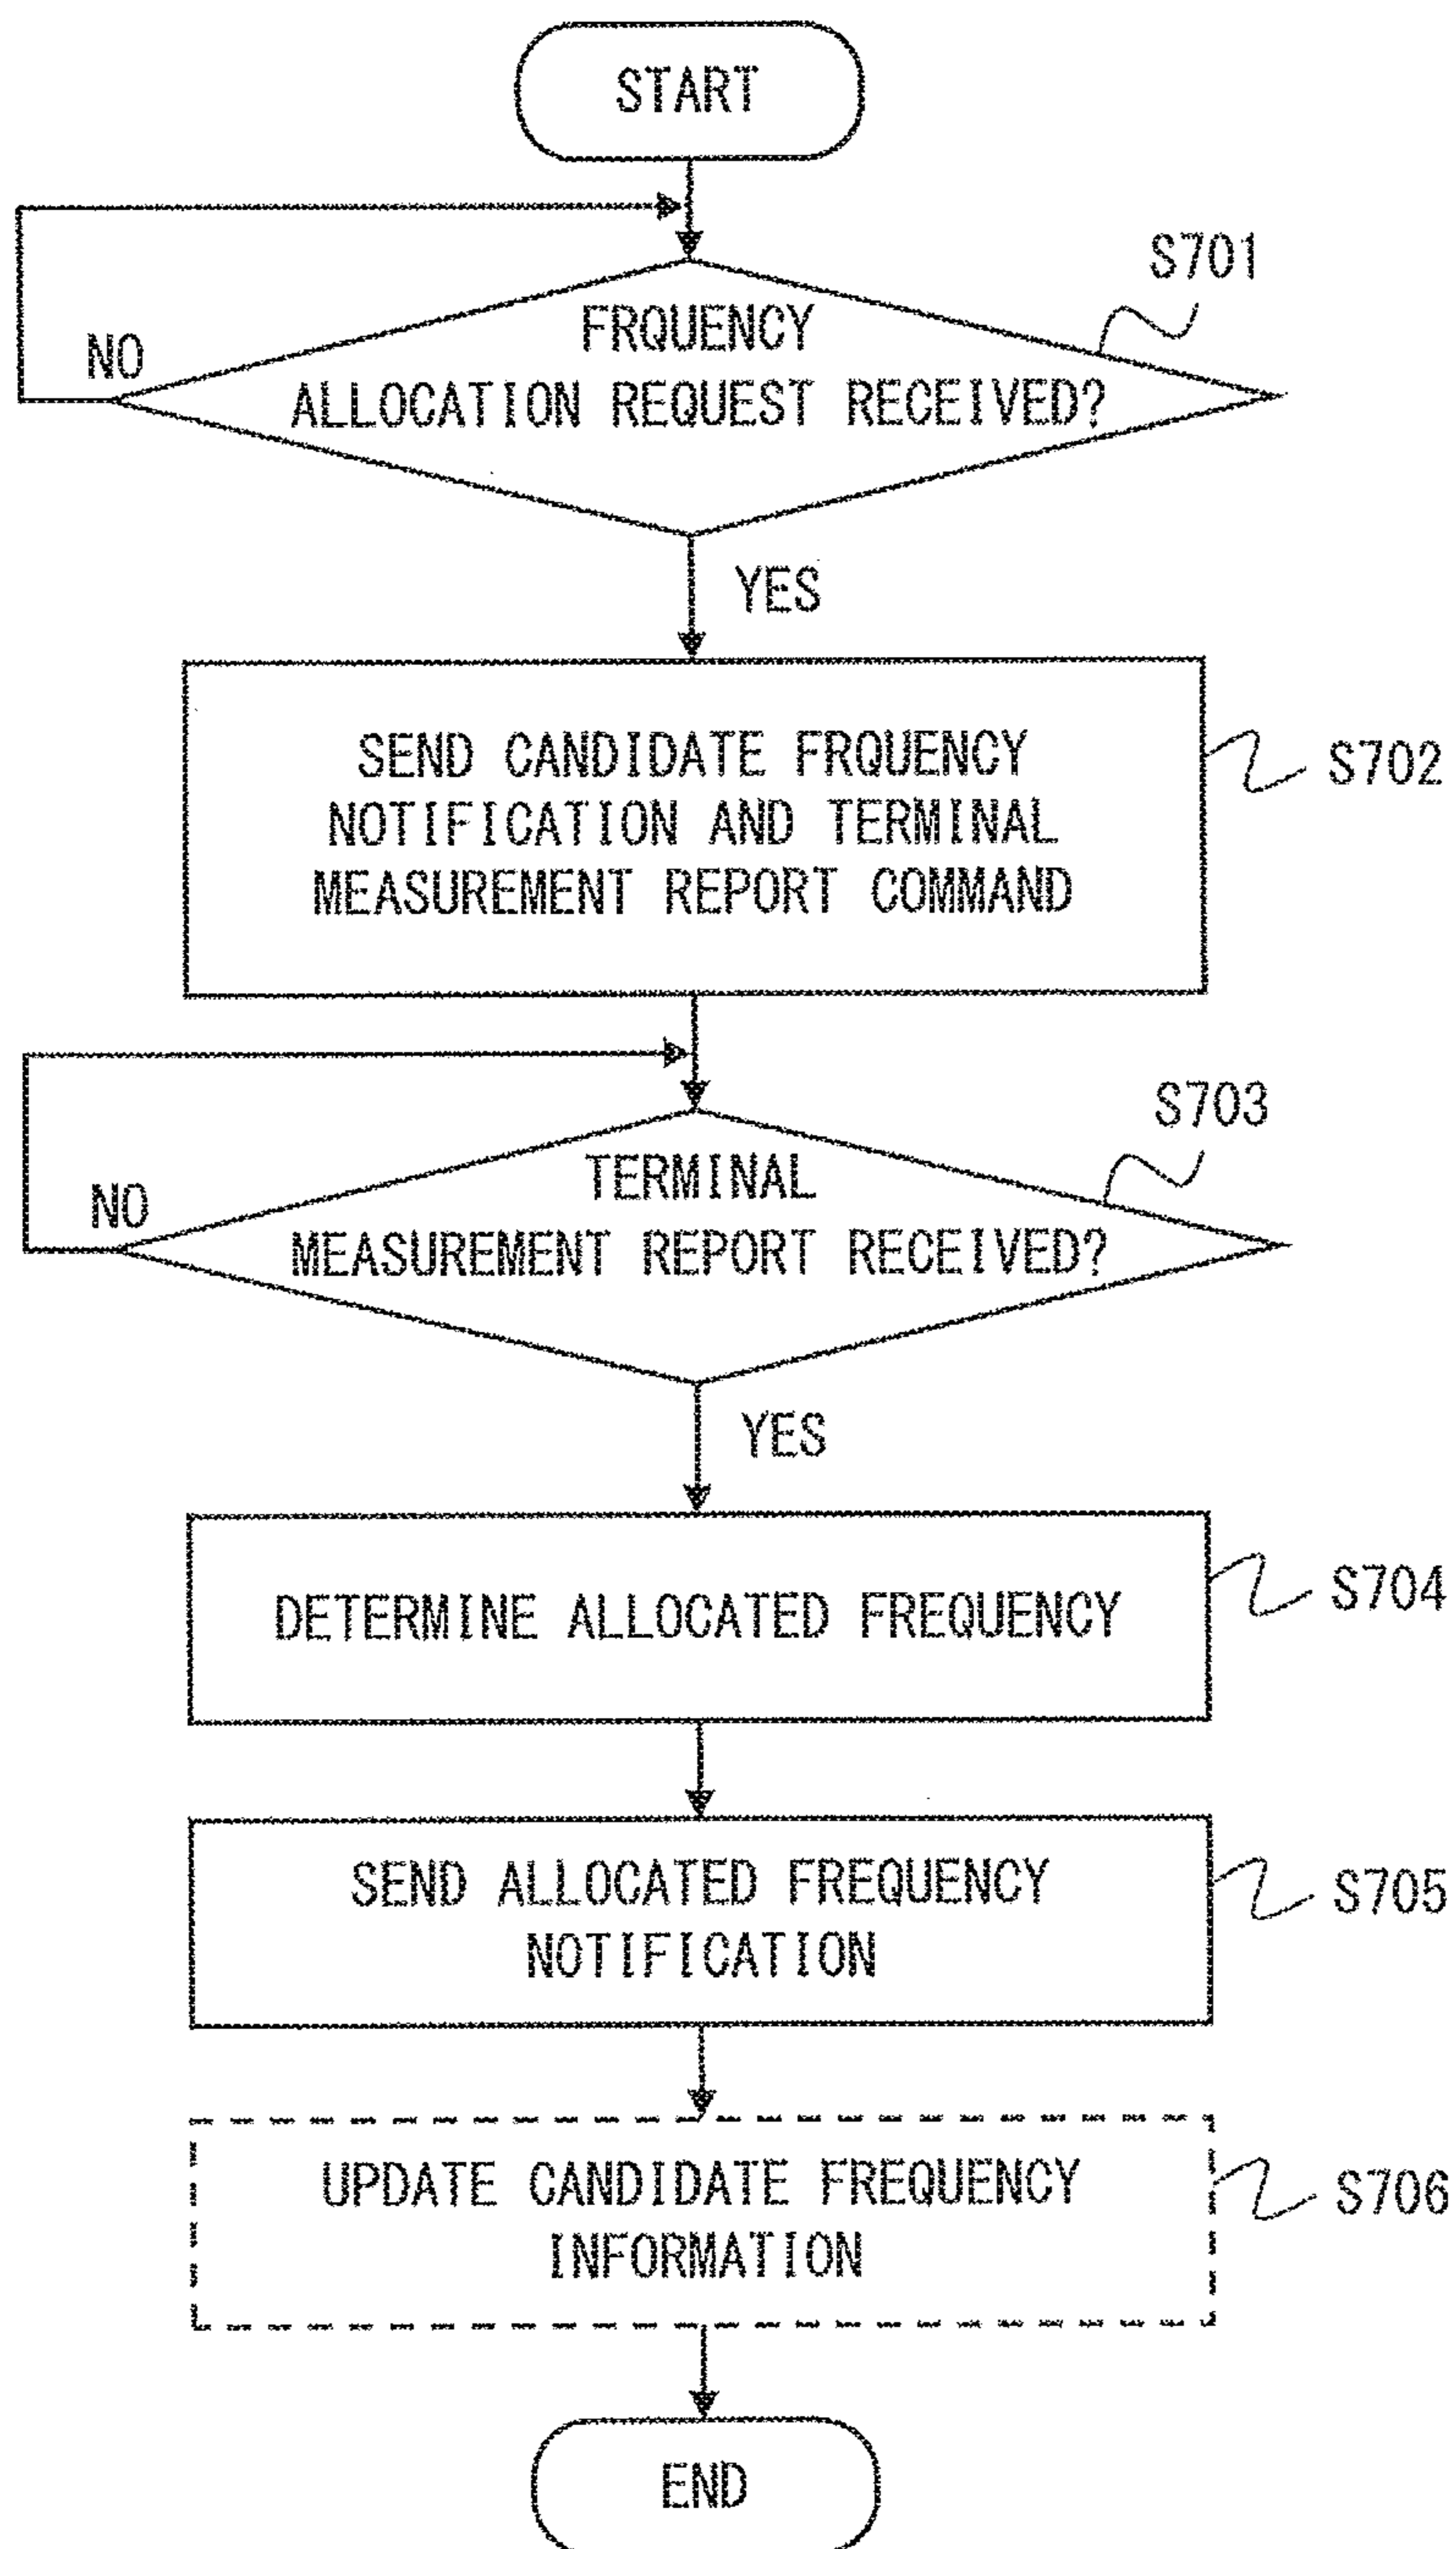 START
S701
NO
FRQUENCY
ALLOCATION REQUEST RECEIVED?
YES
SEND CANDIDATE FRQUENCY
NOTIFICATION AND TERMINAL
MEASUREMENT REPORT COMMAND
S702
S703
NO
TERMINAL
MEASUREMENT REPORT RECEIVED?
YES
DETERMINE ALLOCATED FREQUENCY
S704
SEND ALLOCATED FREQUENCY
NOTIFICATION
S705
UPDATE CANDIDATE FREQUENCY
INFORMATION
S706
END